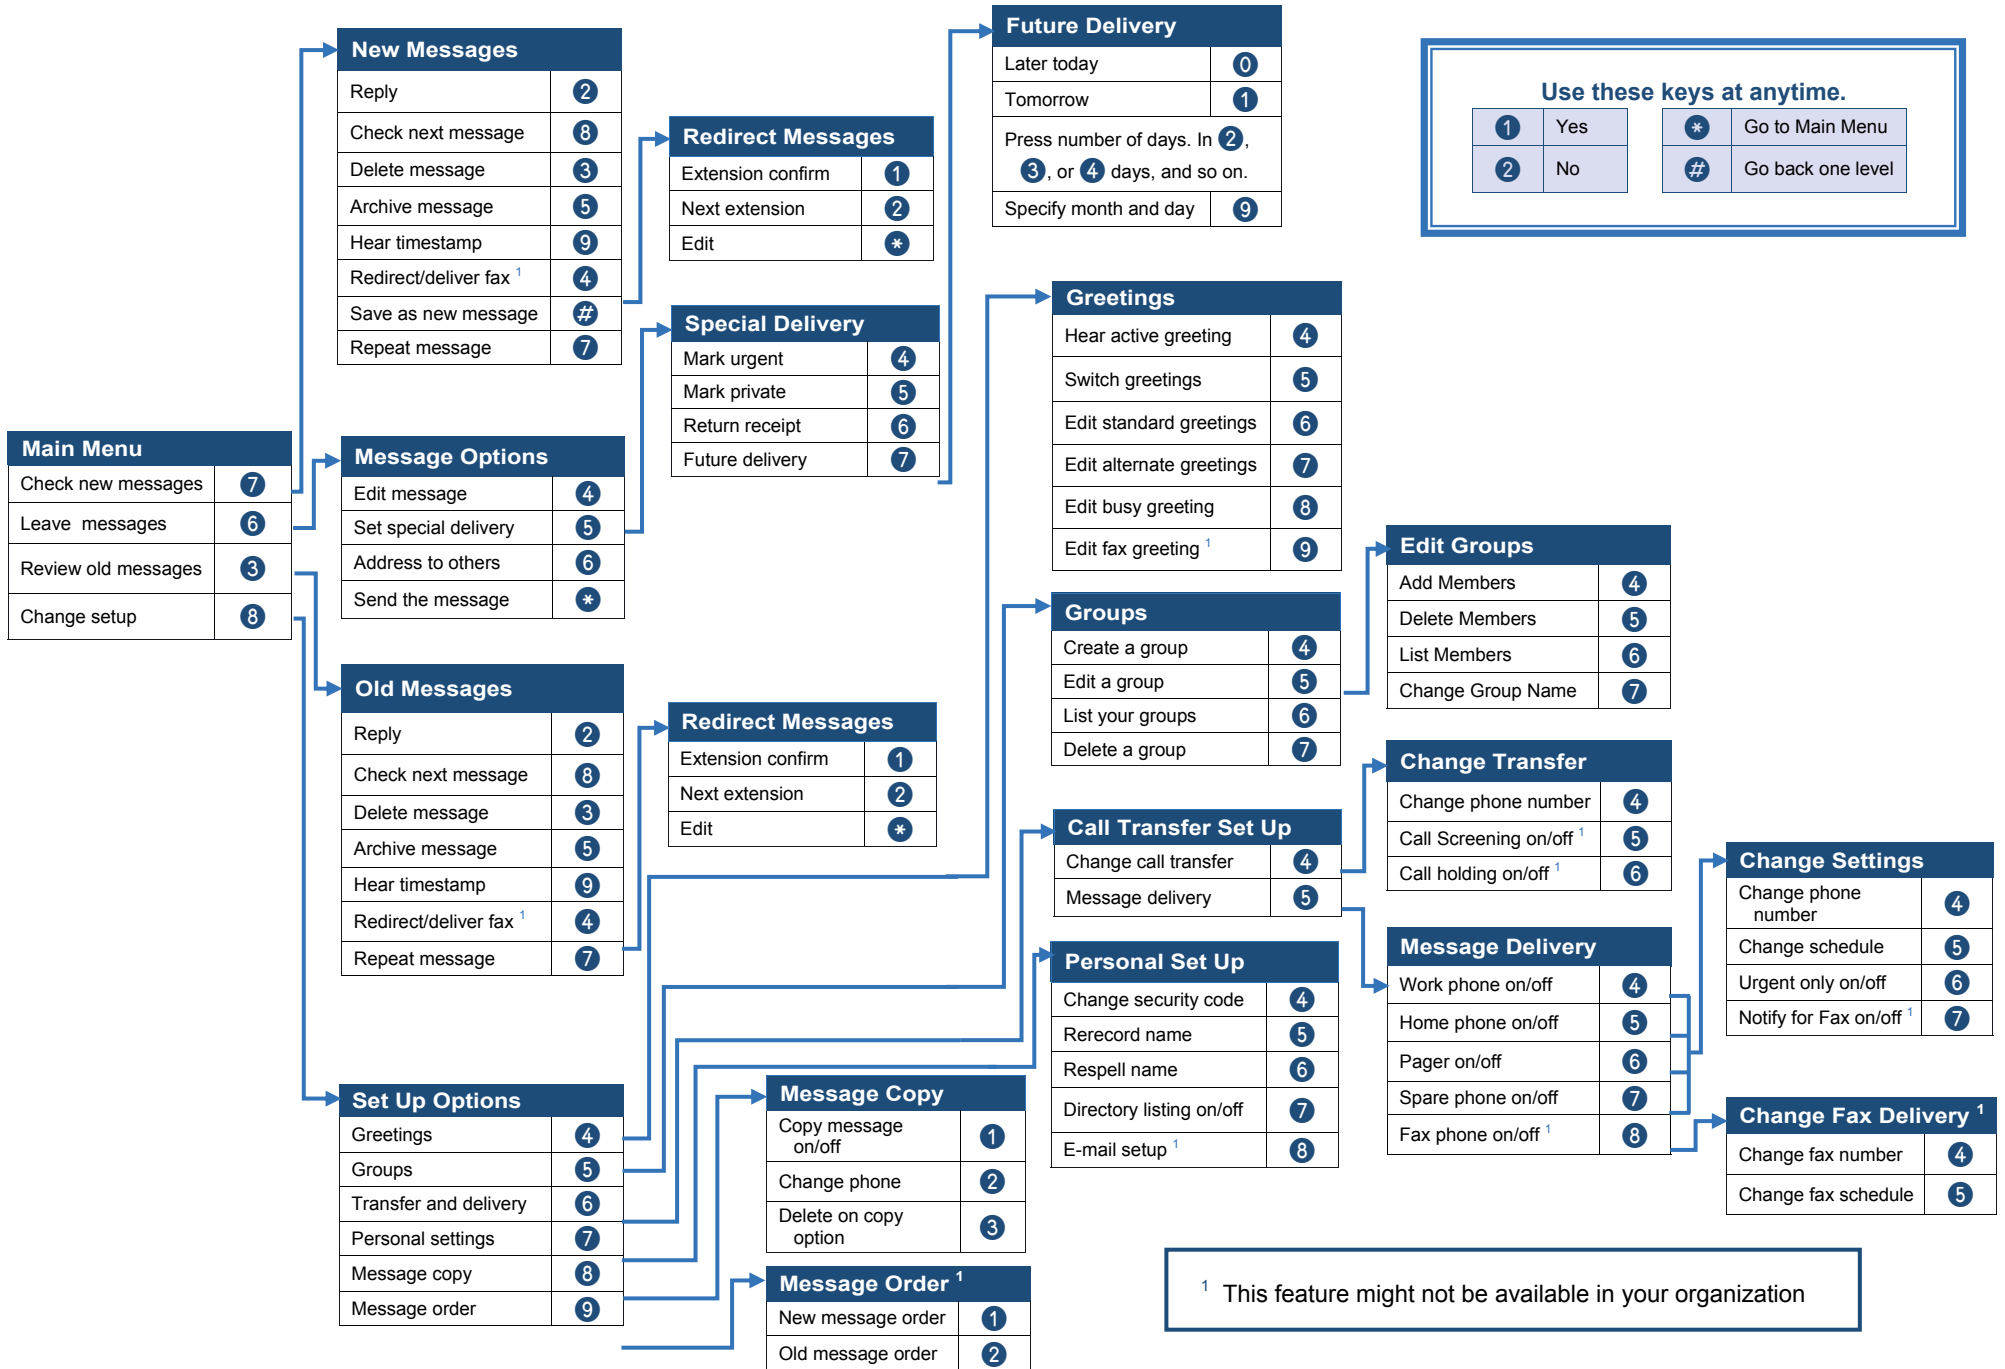 New Messages
Reply 2
Check next message 8
Delete message 3
Archive message 5
Hear timestamp 9
Redirect/deliver fax 1 4
Save as new message #
Repeat message 7
Redirect Messages
Extension confirm 1
Next extension 2
Edit *
Future Delivery
Later today 0
Tomorrow 1
Press number of days. In 2,
3, or 4 days, and so on.
Specify month and day 9
Use these keys at anytime.
1 Yes
2 No
* Go to Main Menu
# Go back one level
Special Delivery
Mark urgent 4
Mark private 5
Return receipt 6
Future delivery 7
Main Menu
Check new messages 7
Leave messages 6
Review old messages 3
Change setup 8
Message Options
Edit message 4
Set special delivery 5
Address to others 6
Send the message *
Greetings
Hear active greeting 4
Switch greetings 5
Edit standard greetings 6
Edit alternate greetings 7
Edit busy greeting 8
Edit fax greeting 1 9
Groups
Create a group 4
Edit a group 5
List your groups 6
Delete a group 7
Edit Groups
Add Members 4
Delete Members 5
List Members 6
Change Group Name 7
Old Messages
Reply 2
Check next message 8
Delete message 3
Archive message 5
Hear timestamp 9
Redirect/deliver fax 1 4
Repeat message 7
Redirect Messages
Extension confirm 1
Next extension 2
Edit *
Call Transfer Set Up
Change call transfer 4
Message delivery 5
Change Transfer
Change phone number 4
Call Screening on/off 1 5
Call holding on/off 1 6
Personal Set Up
Change security code 4
Rerecord name 5
Respell name 6
Directory listing on/off 7
E-mail setup 1 8
Message Delivery
Work phone on/off 4
Home phone on/off 5
Pager on/off 6
Spare phone on/off 7
Fax phone on/off 1 8
Change Settings
Change phone
number 4
Change schedule 5
Urgent only on/off 6
Notify for Fax on/off 1 7
Change Fax Delivery 1
Change fax number 4
Change fax schedule 5
Set Up Options
Greetings 4
Groups 5
Transfer and delivery 6
Personal settings 7
Message copy 8
Message order 9
Message Copy
Copy message
on/off 1
Change phone 2
Delete on copy
option 3
Message Order 1
New message order 1
Old message order 2
1 This feature might not be available in your organization